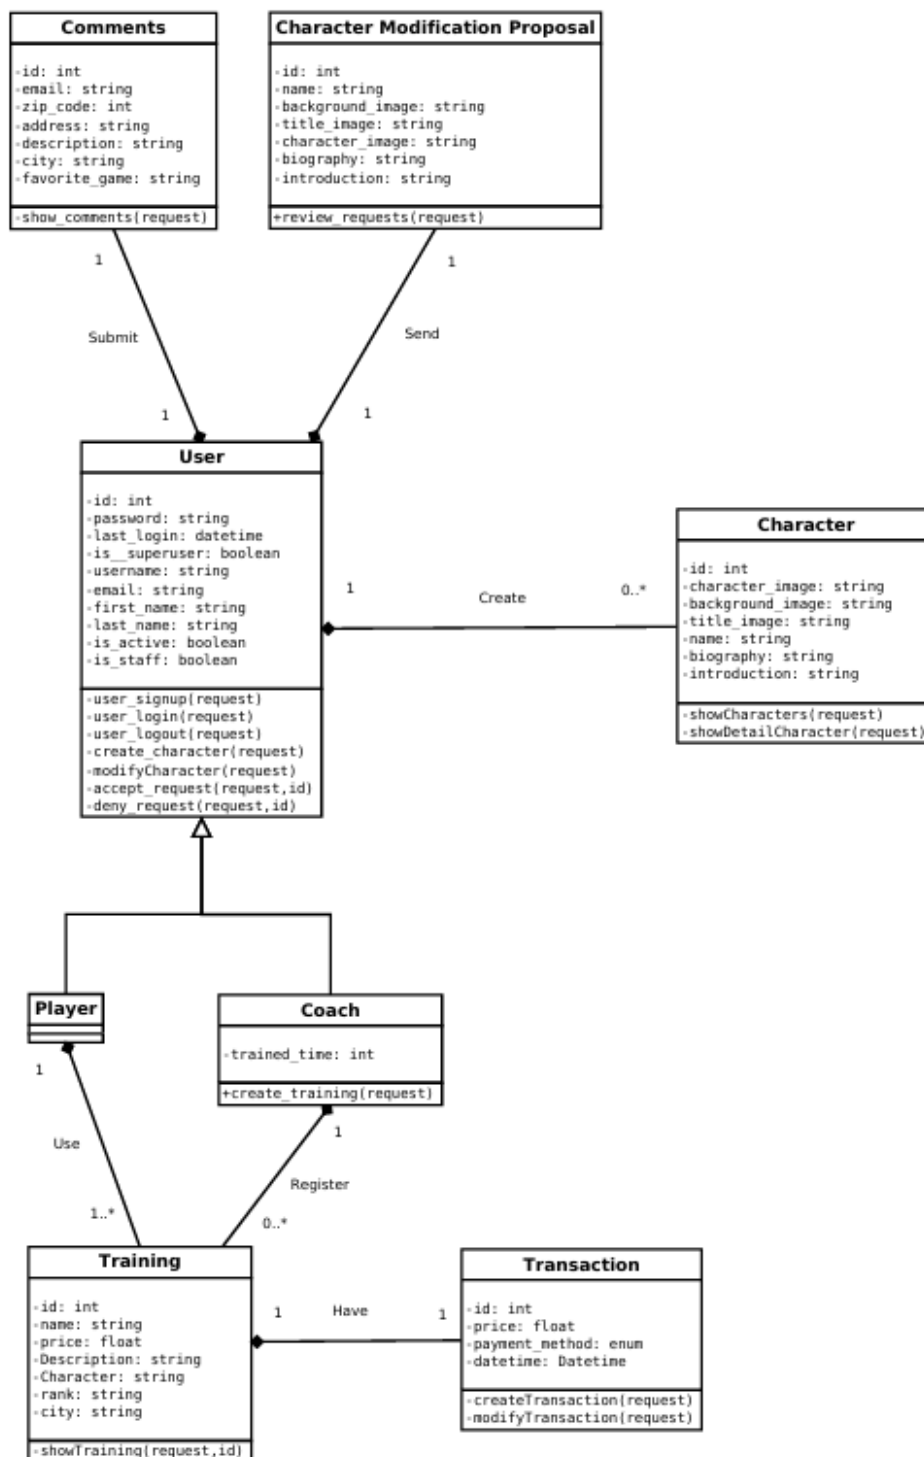 Comments
-id: int
-email: string
-zip_code: int
-address: string
-description: string
-city: string
-favorite_game: string
-show_comments(request)
Character Modification Proposal
-id: int
-name: string
-background_image: string
-title_image: string
-character_image: string
-biography: string
-introduction: string
+review_requests(request)
1
1
Submit
Send
1
1
User
-id: int
-password: string
-last_login: datetime
-is__superuser: boolean
-username: string
-email: string
-first_name: string
-last_name: string
-is_active: boolean
-is_staff: boolean
-user_signup(request)
-user_login(request)
-user_logout(request)
-create_character(request)
-modifyCharacter(request)
-accept_request(request,id)
-deny_request(request,id)
1
Create
0..*
Character
-id: int
-character_image: string
-background_image: string
-title_image: string
-name: string
-biography: string
-introduction: string
-showCharacters(request)
-showDetailCharacter(request)
Player
Coach
-trained_time: int
+create_training(request)
1
Use
1..*
1
Register
0..*
Training
-id: int
-name: string
-price: float
-Description: string
-Character: string
-rank: string
-city: string
-showTraining(request,id)
1
Have
1
Transaction
-id: int
-price: float
-payment_method: enum
-datetime: Datetime
-createTransaction(request)
-modifyTransaction(request)